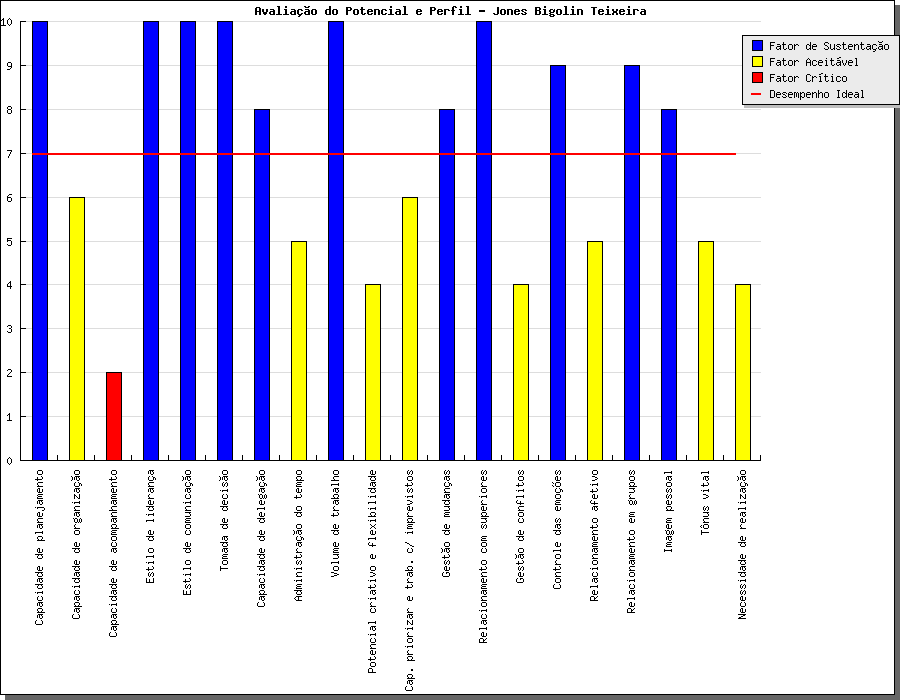 Avaliação do Potencial e Perfil - Jones Bigolin Teixeira
Fator de Sustentação
Fator Aceitável
Fator Crítico
Desempenho Ideal
10
9
8
7
6
5
4
3
2
1
0
Capacidade de planejamento
Capacidade de organização
Capacidade de acompanhamento
Estilo de liderança
Estilo de comunicação
Tomada de decisão
Capacidade de delegação
Administração do tempo
Volume de trabalho
Potencial criativo e flexibilidade
Cap. priorizar e trab. c/ imprevistos
Gestão de mudanças
Relacionamento com superiores
Gestão de conflitos
Controle das emoções
Relacionamento afetivo
Relacionamento em grupos
Imagem pessoal
Tônus vital
Necessidade de realização